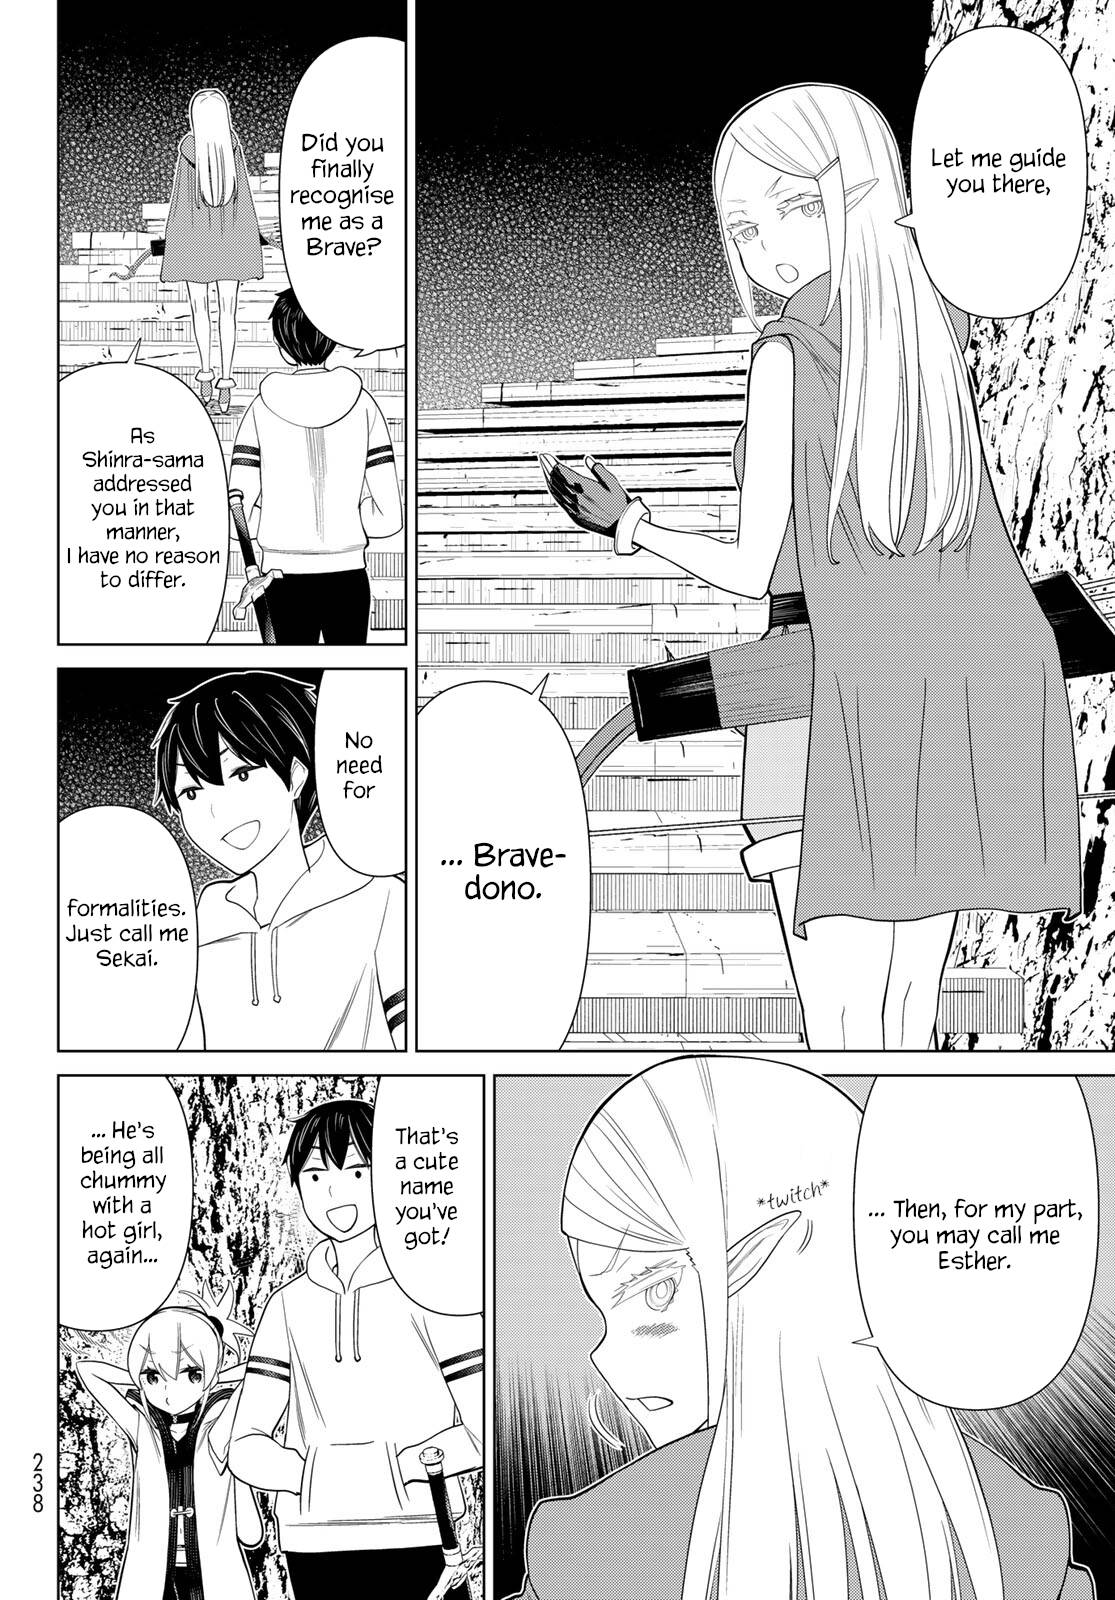 Let me guide
you there,
... Brave-
dono.
Did you
finally
recognise
me as a
Brave?
As
Shinra-sama
addressed
you in that
manner,
I have no reason
to differ.
No
need
for
formalities.
Just call me
Sekai.
... Then, for my part,
you may call me
Esther.
*twitch*
That's
a cute
name
you've
got!
... He's
being all
chummy
with a
hot girl,
again...
238